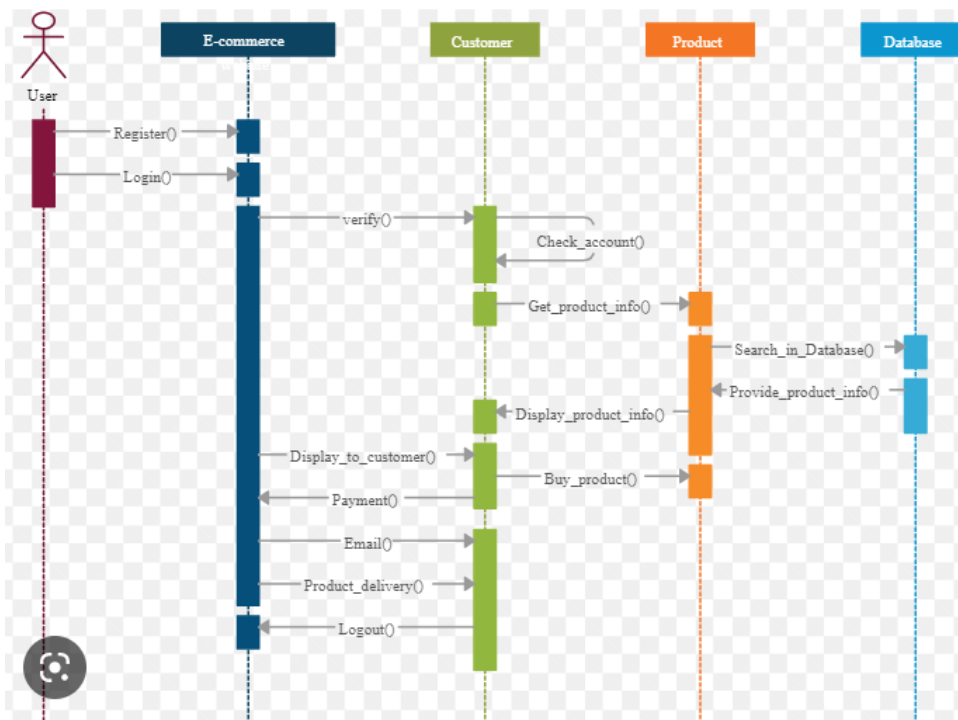 E-commerce
Customer
Product
Database
User
Register()
Login()
verify()
Check_account()
Get_product_info()
Search_in_Database()
Provide_product_info()
Display_product_info()
Display_to_customer()
Buy_product()
Payment()
Email()
Product_delivery()
Logout()